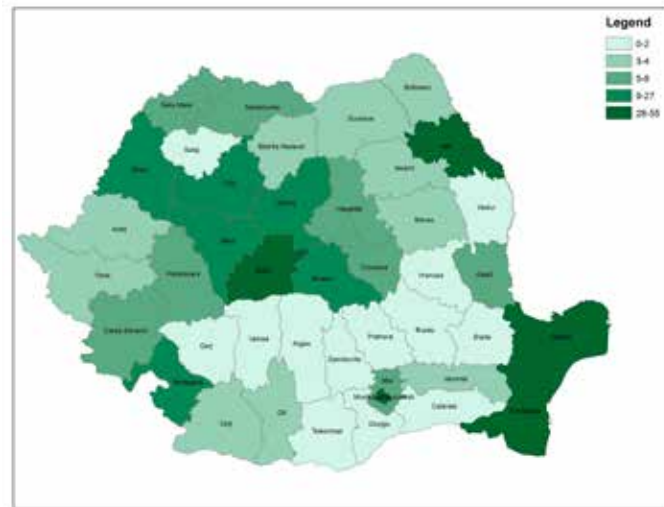 Legend
0-2
3-4
5-8
9-27
28-55
Botosani
Satu Mare
Maramures
Suceava
Iasi
Salaj
Bistrita Nasaud
Bihor
Cluj
Neamt
Mures
Harghita
Vaslui
Bacau
Arad
Alba
Sibiu
Brasov
Covasna
Hunedoara
Timis
Vrancea
Galati
Caras Severin
Gorj
Valcea
Arges
Prahova
Buzau
Braila
Tulcea
Dambovita
Mehedinti
Ilfov
Ialomita
Dolj
Olt
Calarasi
Constanta
Teleorman
Giurgiu